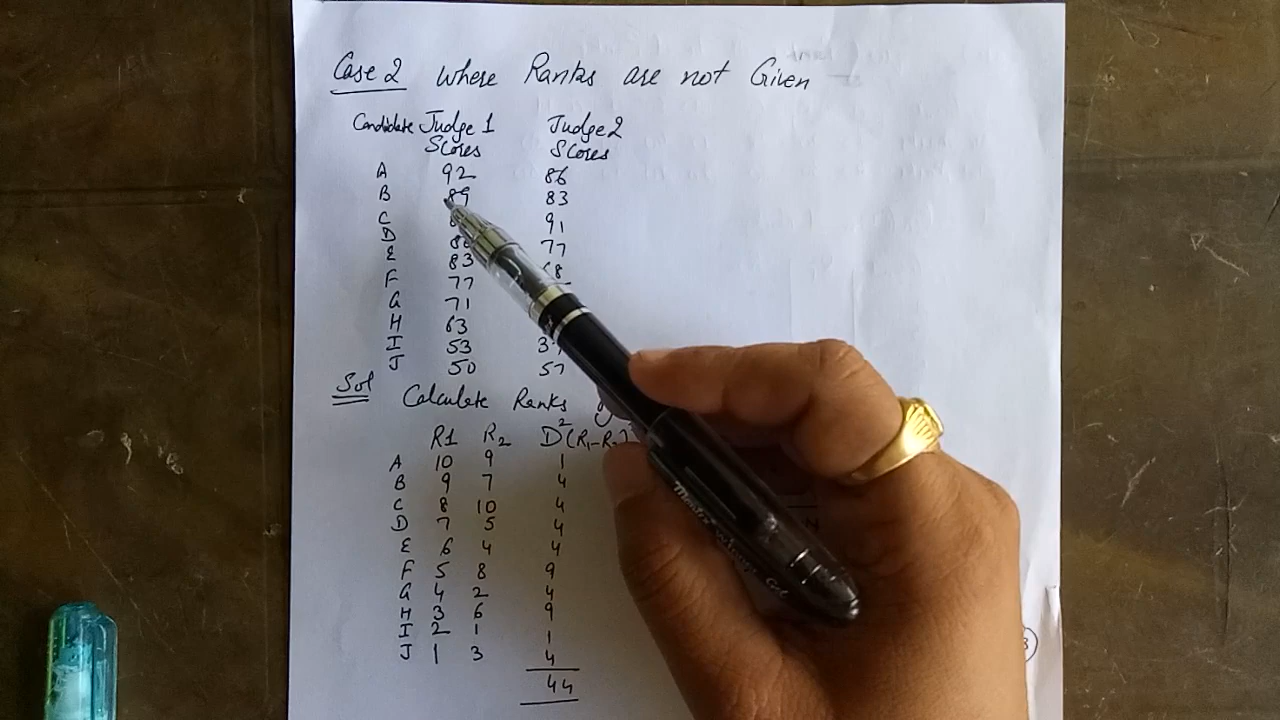 Case 2 where Ranks are not Given
Candidate Judge 1 Judge 2
Scores Scores
A 92 86
B 89 83
C 91
D 77
E 83
F 77
G 71
H 63
I 53
J 50 57
Sol Calculate Ranks
R1 R2 D² (R1-R
A 10 9 1
B 9 7 4
C 8 10 4
D 7 5 4
E 6 4 4
F 5 8 9
G 4 2 4
H 3 6 9
I 2 1 1
J 1 3 4
44